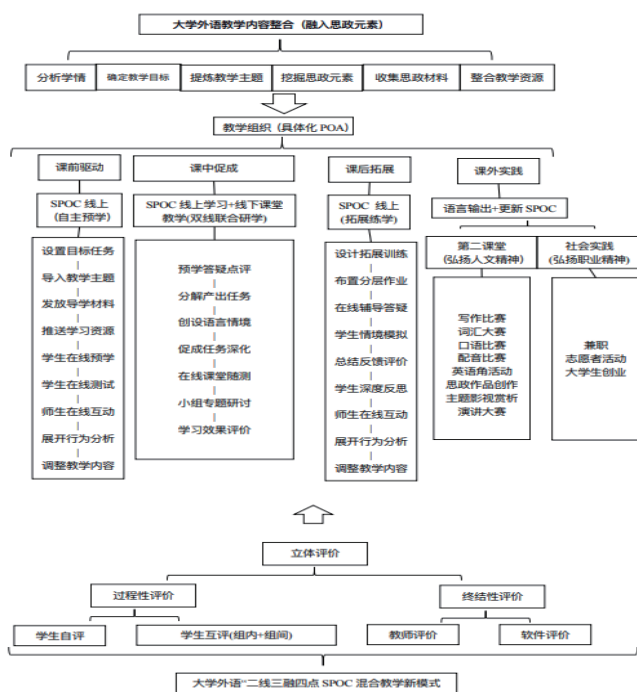 大学外语教学内容整合（融入思政元素）
分析学情
确定教学目标
提炼教学主题
挖掘思政元素
收集思政材料
整合教学资源
教学组织（具体化 POA）
课前驱动
SPOC 线上
（自主预学）
设置目标任务
导入教学主题
发放导学材料
推送学习资源
学生在线预学
学生在线测试
师生在线互动
展开行为分析
调整教学内容
课中促成
SPOC 线上学习+线下课堂
教学(双线联合研学)
预学答疑点评
分解产出任务
创设语言情境
促成任务深化
在线课堂随测
小组专题研讨
学习效果评价
课后拓展
SPOC 线上
（拓展练学）
设计拓展训练
布置分层作业
在线辅导答疑
学生情境模拟
总结反馈评价
学生深度反思
师生在线互动
展开行为分析
调整教学内容
课外实践
语言输出+更新 SPOC
第二课堂
（弘扬人文精神）
写作比赛
词汇大赛
口语比赛
配音比赛
英语角活动
思政作品创作
主题影视赏析
演讲大赛
社会实践
(弘扬职业精神)
兼职
志愿者活动
大学生创业
立体评价
过程性评价
终结性评价
学生自评
学生互评(组内+组间)
教师评价
软件评价
大学外语“二线三融四点 SPOC 混合教学新模式